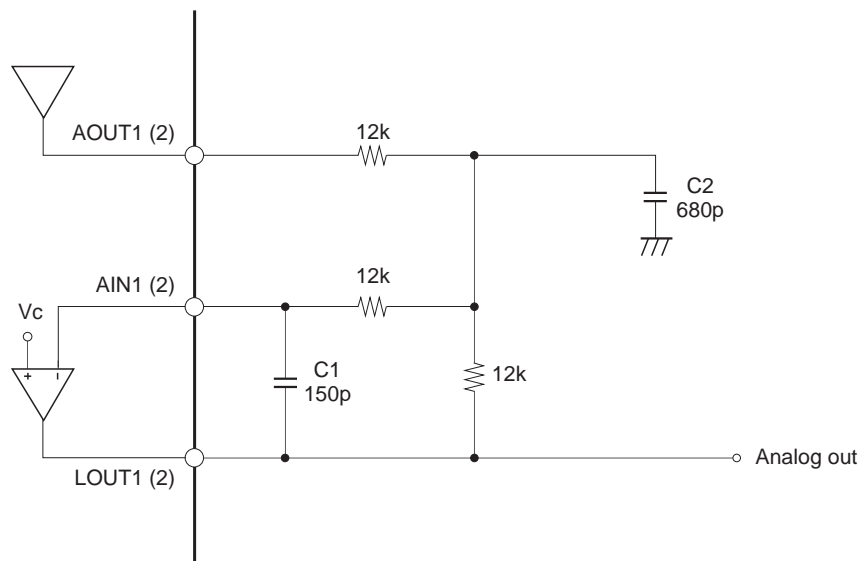 AOUT1 (2)
12k
C2
680p
AIN1 (2)
12k
Vc
+ –
C1
150p
12k
LOUT1 (2)
Analog out